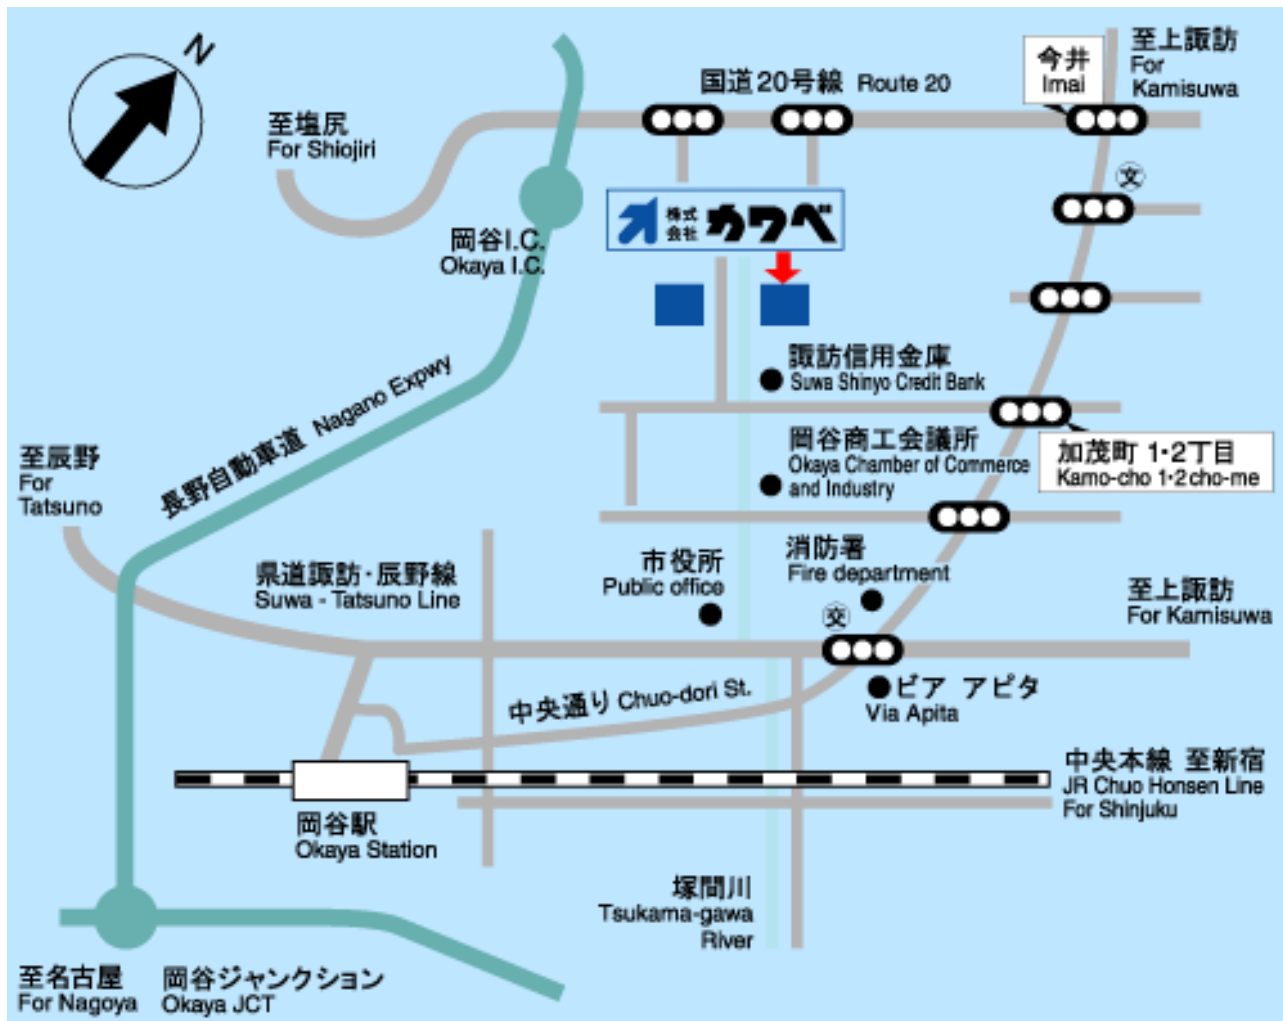 N
至上諏訪
For
Kamisuwa
今井
Imai
国道20号線 Route 20
至塩尻
For Shiojiri
文
株式
会社
カワベ
岡谷I.C.
Okaya I.C.
諏訪信用金庫
Suwa Shinyo Credit Bank
長野自動車道 Nagano Expwy
岡谷商工会議所
Okaya Chamber of Commerce
and Industry
加茂町 1・2丁目
Kamo-cho 1・2 cho-me
至辰野
For
Tatsuno
県道諏訪・辰野線
Suwa - Tatsuno Line
市役所
Public office
消防署
Fire department
交
至上諏訪
For Kamisuwa
中央通り Chuo-dori St.
ビア アピタ
Via Apita
中央本線 至新宿
JR Chuo Honsen Line
For Shinjuku
岡谷駅
Okaya Station
塚間川
Tsukama-gawa
River
至名古屋
For Nagoya
岡谷ジャンクション
Okaya JCT